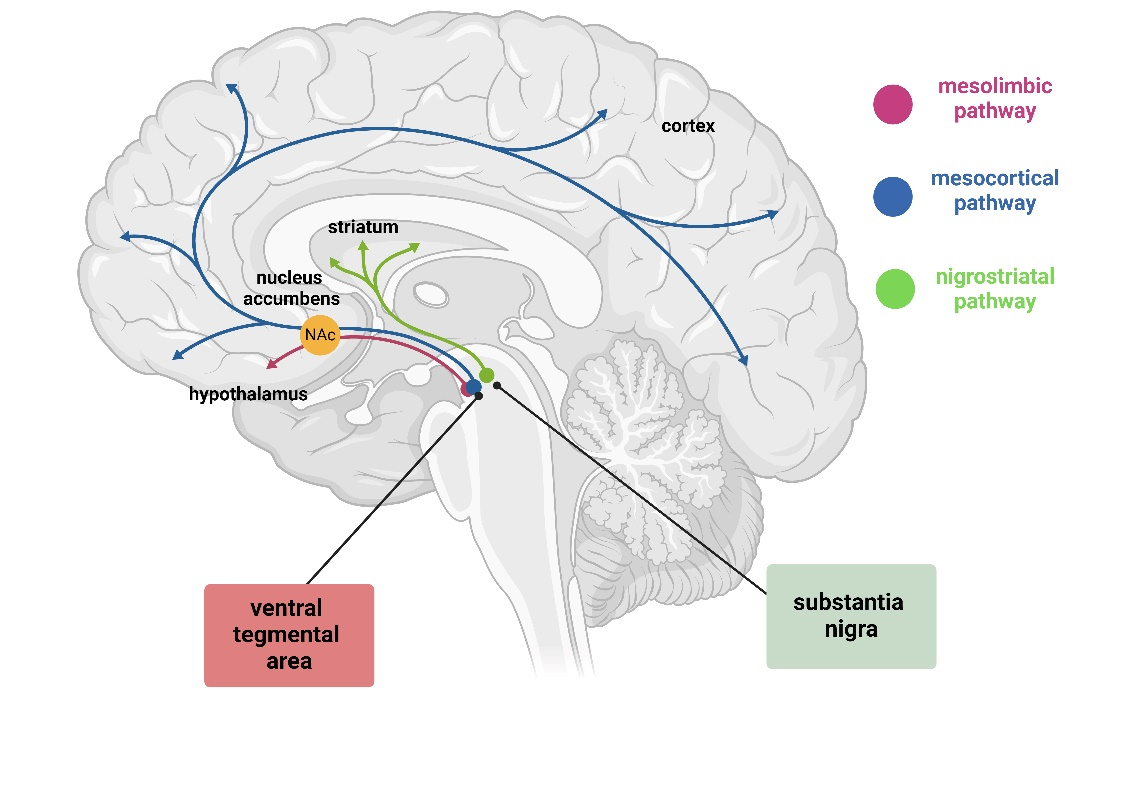 mesolimbic
pathway
cortex
mesocortical
pathway
striatum
nucleus
accumbens
nigrostriatal
pathway
NAc
hypothalamus
ventral
tegmental
area
substantia
nigra